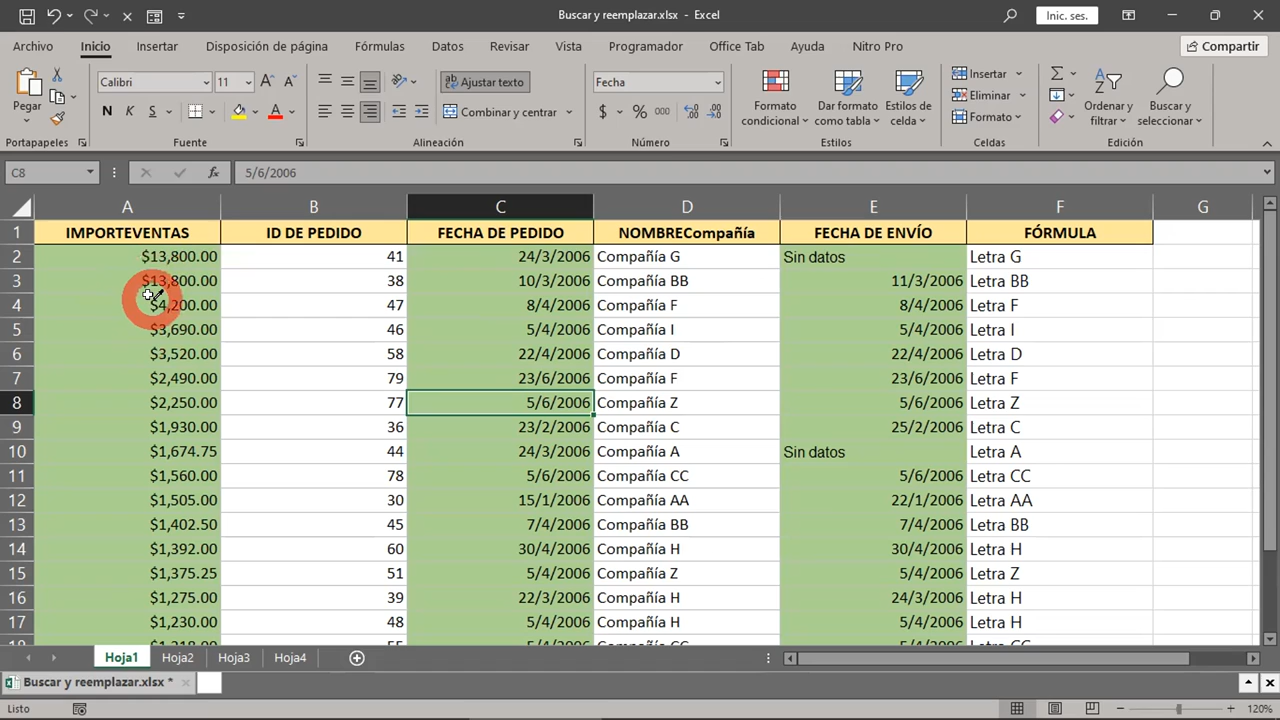 Buscar y reemplazar.xlsx - Excel
Inic. ses.
Archivo Inicio Insertar Disposición de página Fórmulas Datos Revisar Vista Programador Office Tab Ayuda Nitro Pro Compartir
Pegar
Calibri 11
N K S
Ajustar texto
Combinar y centrar
Fecha
$ % 000
Formato condicional
Dar formato como tabla
Estilos de celda
Insertar
Eliminar
Formato
Ordenar y filtrar
Buscar y seleccionar
Portapapeles Fuente Alineación Número Estilos Celdas Edición
C8 fx 5/6/2006
A B C D E F G
1 IMPORTEVENTAS ID DE PEDIDO FECHA DE PEDIDO NOMBRECompañía FECHA DE ENVÍO FÓRMULA
2 $13,800.00 41 24/3/2006 Compañía G Sin datos Letra G
3 $13,800.00 38 10/3/2006 Compañía BB 11/3/2006 Letra BB
4 $4,200.00 47 8/4/2006 Compañía F 8/4/2006 Letra F
5 $3,690.00 46 5/4/2006 Compañía I 5/4/2006 Letra I
6 $3,520.00 58 22/4/2006 Compañía D 22/4/2006 Letra D
7 $2,490.00 79 23/6/2006 Compañía F 23/6/2006 Letra F
8 $2,250.00 77 5/6/2006 Compañía Z 5/6/2006 Letra Z
9 $1,930.00 36 23/2/2006 Compañía C 25/2/2006 Letra C
10 $1,674.75 44 24/3/2006 Compañía A Sin datos Letra A
11 $1,560.00 78 5/6/2006 Compañía CC 5/6/2006 Letra CC
12 $1,505.00 30 15/1/2006 Compañía AA 22/1/2006 Letra AA
13 $1,402.50 45 7/4/2006 Compañía BB 7/4/2006 Letra BB
14 $1,392.00 60 30/4/2006 Compañía H 30/4/2006 Letra H
15 $1,375.25 51 5/4/2006 Compañía Z 5/4/2006 Letra Z
16 $1,275.00 39 22/3/2006 Compañía H 24/3/2006 Letra H
17 $1,230.00 48 5/4/2006 Compañía H 5/4/2006 Letra H
Hoja1 Hoja2 Hoja3 Hoja4
Buscar y reemplazar.xlsx *
Listo 120%